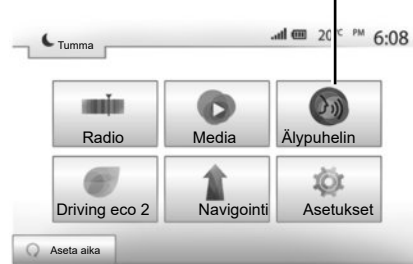 Tumma
20°C PM 6:08
Radio Media Älypuhelin
Driving eco 2 Navigointi Asetukset
Aseta aika